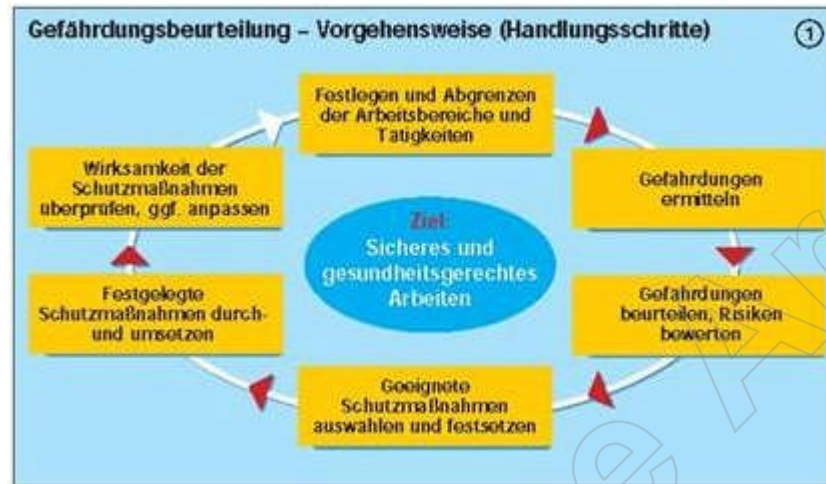 Gefährdungsbeurteilung – Vorgehensweise (Handlungsschritte)
①
Festlegen und Abgrenzen
der Arbeitsbereiche und
Tätigkeiten
Gefährdungen
ermitteln
Gefährdungen
beurteilen, Risiken
bewerten
Geeignete
Schutzmaßnahmen
auswählen und festsetzen
Festgelegte
Schutzmaßnahmen durch-
und umsetzen
Wirksamkeit der
Schutzmaßnahmen
überprüfen, ggf. anpassen
Ziel:
Sicheres und
gesundheitsgerechtes
Arbeiten